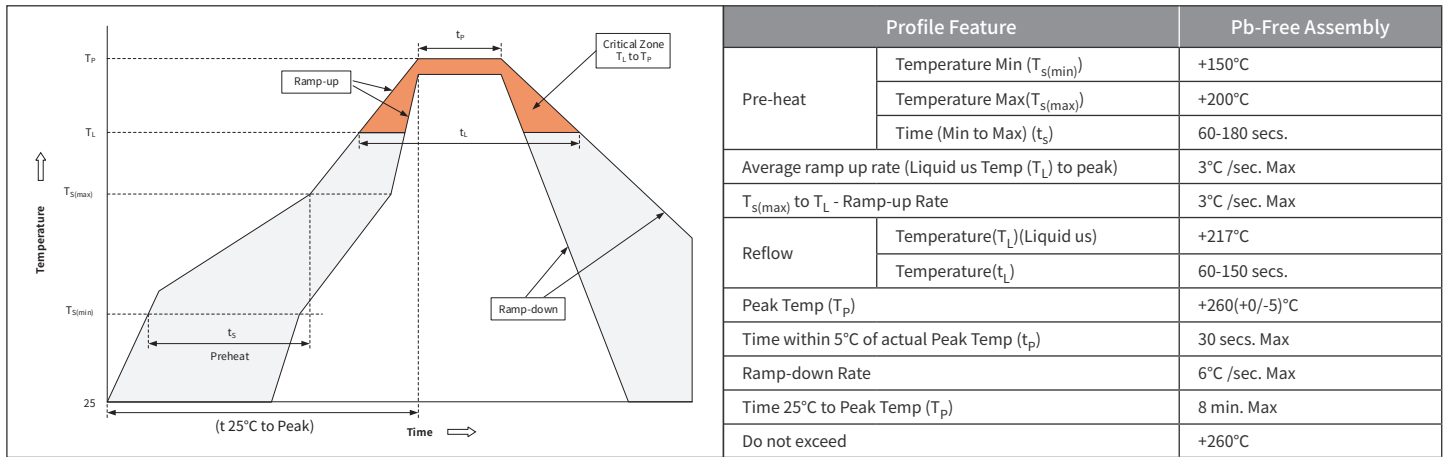 tP
TP
Critical Zone
TL to TP
Ramp-up
TL
tL
TS(max)
Temperature
TS(min)
Ramp-down
tS
Preheat
25
(t 25°C to Peak)
Time
Profile Feature Pb-Free Assembly
Pre-heat Temperature Min (Ts(min)) +150°C
Temperature Max(Ts(max)) +200°C
Time (Min to Max) (ts) 60-180 secs.
Average ramp up rate (Liquid us Temp (TL) to peak) 3°C /sec. Max
Ts(max) to TL - Ramp-up Rate 3°C /sec. Max
Reflow Temperature(TL)(Liquid us) +217°C
Temperature(tL) 60-150 secs.
Peak Temp (TP) +260(+0/-5)°C
Time within 5°C of actual Peak Temp (tP) 30 secs. Max
Ramp-down Rate 6°C /sec. Max
Time 25°C to Peak Temp (TP) 8 min. Max
Do not exceed +260°C